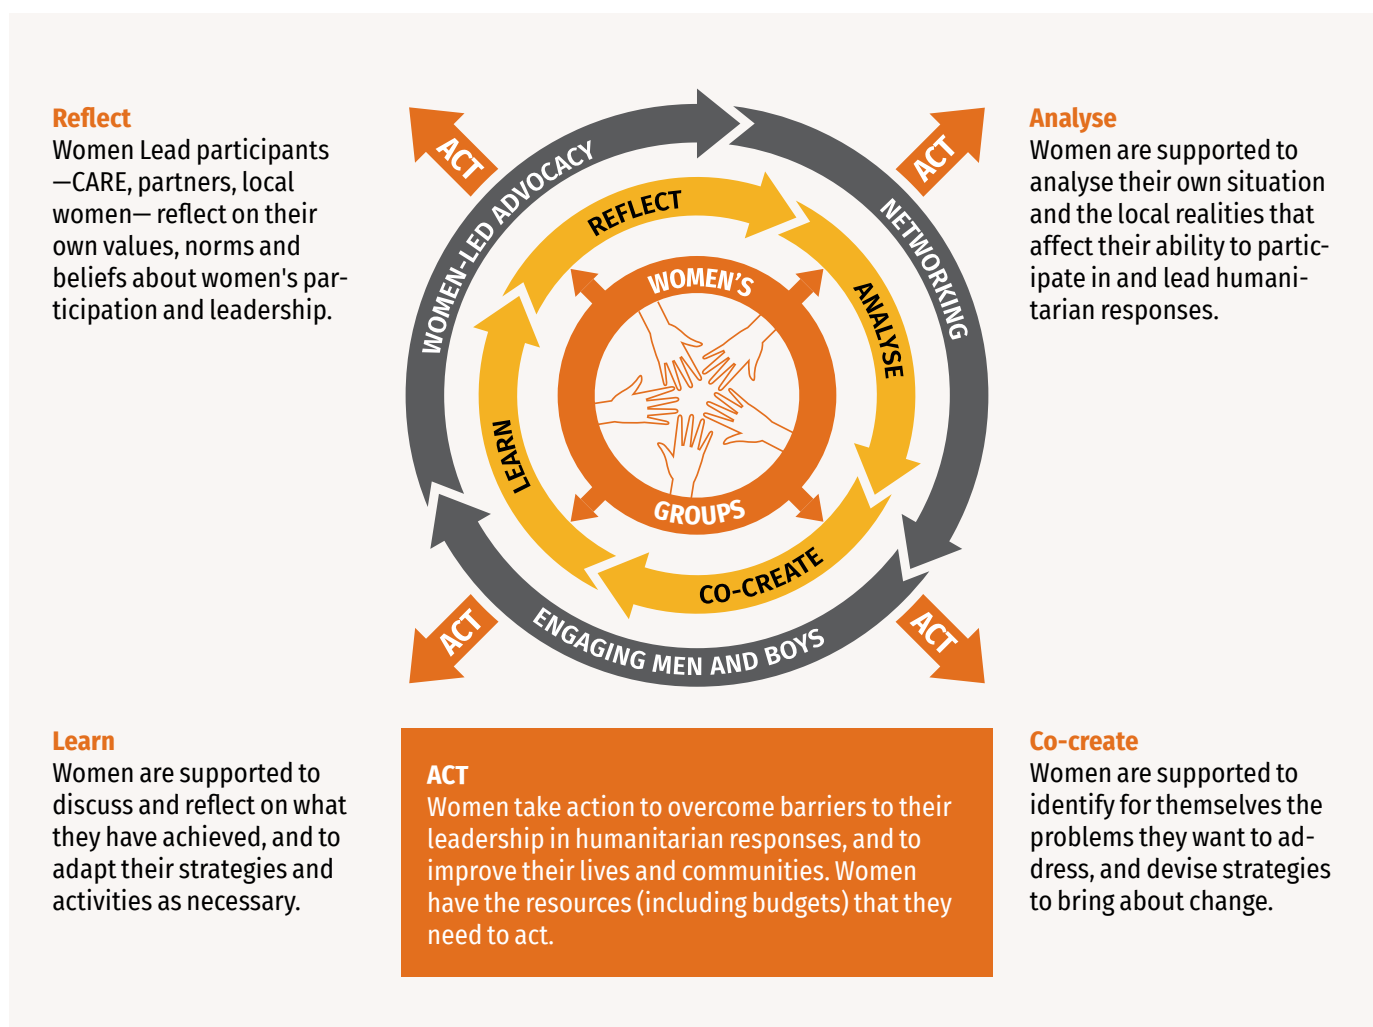 Reflect
Women Lead participants
—CARE, partners, local
women— reflect on their
own values, norms and
beliefs about women's par-
ticipation and leadership.
Analyse
Women are supported to
analyse their own situation
and the local realities that
affect their ability to partic-
ipate in and lead humani-
tarian responses.
ACT
ACT
WOMEN-LED ADVOCACY
NETWORKING
REFLECT
ANALYSE
WOMEN'S
GROUPS
LEARN
CO-CREATE
ENGAGING MEN AND BOYS
ACT
ACT
Learn
Women are supported to
discuss and reflect on what
they have achieved, and to
adapt their strategies and
activities as necessary.
ACT
Women take action to overcome barriers to their
leadership in humanitarian responses, and to
improve their lives and communities. Women
have the resources (including budgets) that they
need to act.
Co-create
Women are supported to
identify for themselves the
problems they want to ad-
dress, and devise strategies
to bring about change.